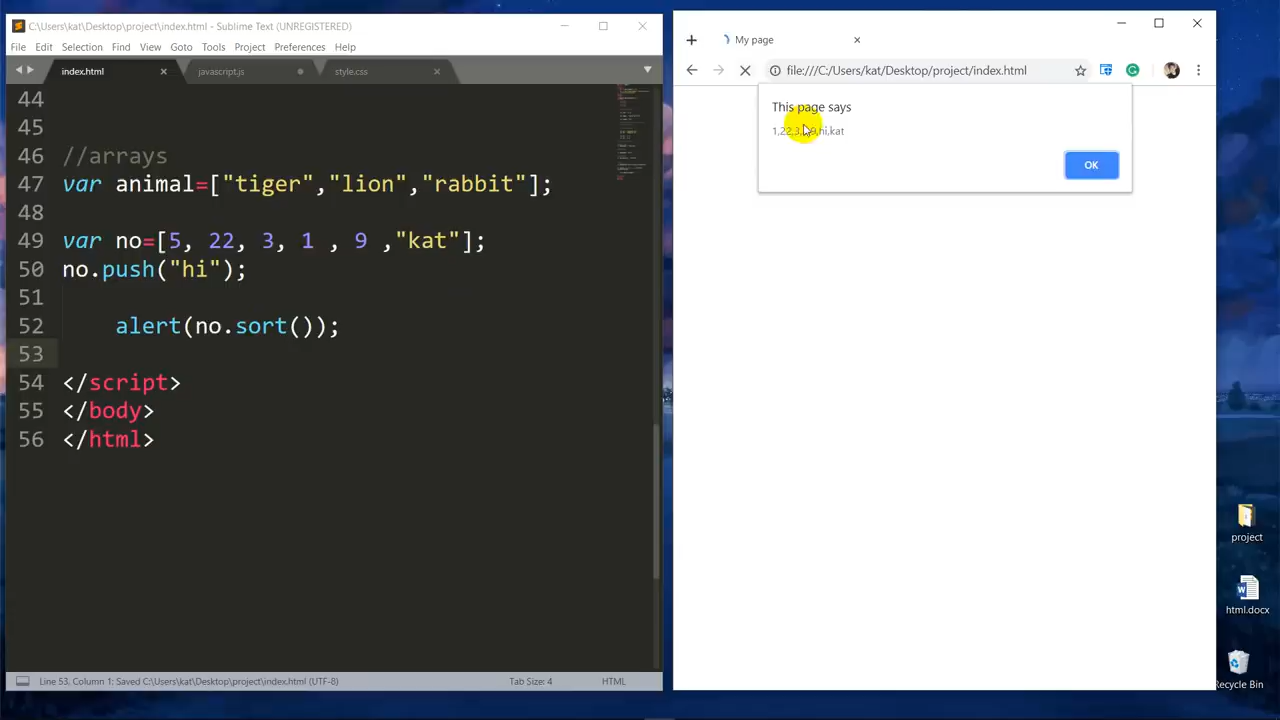 C:\Users\kat\Desktop\project\index.html - Sublime Text (UNREGISTERED)
File Edit Selection Find View Goto Tools Project Preferences Help
index.html javascript.js style.css
44
45
46 //arrays
47 var animal=["tiger","lion","rabbit"];
48
49 var no=[5, 22, 3, 1 , 9 ,"kat"];
50 no.push("hi");
51
52 alert(no.sort());
53
54 </script>
55 </body>
56 </html>
Line 53, Column 1: Saved C:\Users\kat\Desktop\project\index.html (UTF-8) Tab Size: 4 HTML
My page
file:///C:/Users/kat/Desktop/project/index.html
This page says
1,22,3, 9,hi,kat
OK
project
html.docx
Recycle Bin